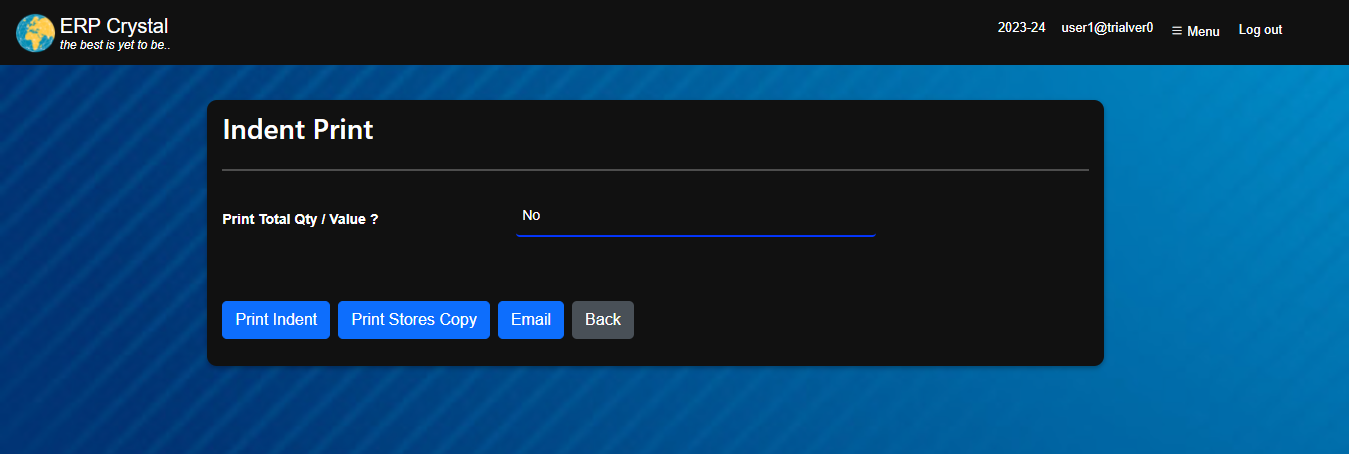 ERP Crystal
the best is yet to be..
2023-24 user1@trialver0 ☰ Menu Log out
Indent Print
Print Total Qty / Value ? No
Print Indent Print Stores Copy Email Back